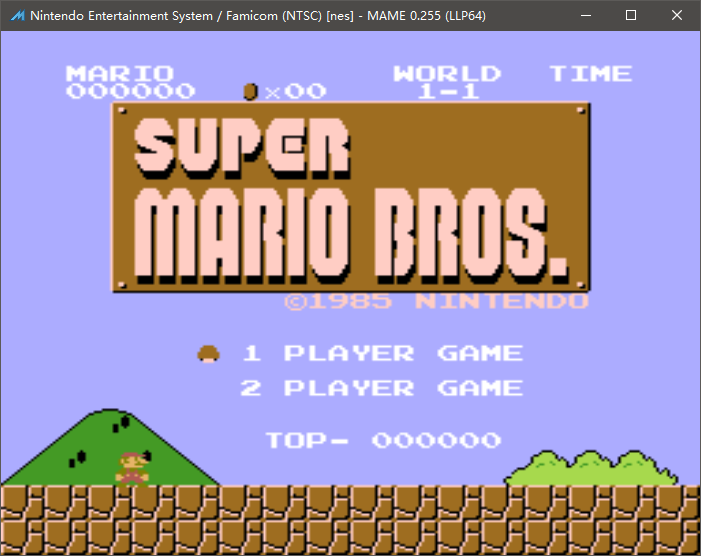 Nintendo Entertainment System / Famicom (NTSC) [nes] - MAME 0.255 (LLP64)
MARIO WORLD TIME
000000 ×00 1-1
SUPER
MARIO BROS.
©1985 NINTENDO
1 PLAYER GAME
2 PLAYER GAME
TOP- 000000